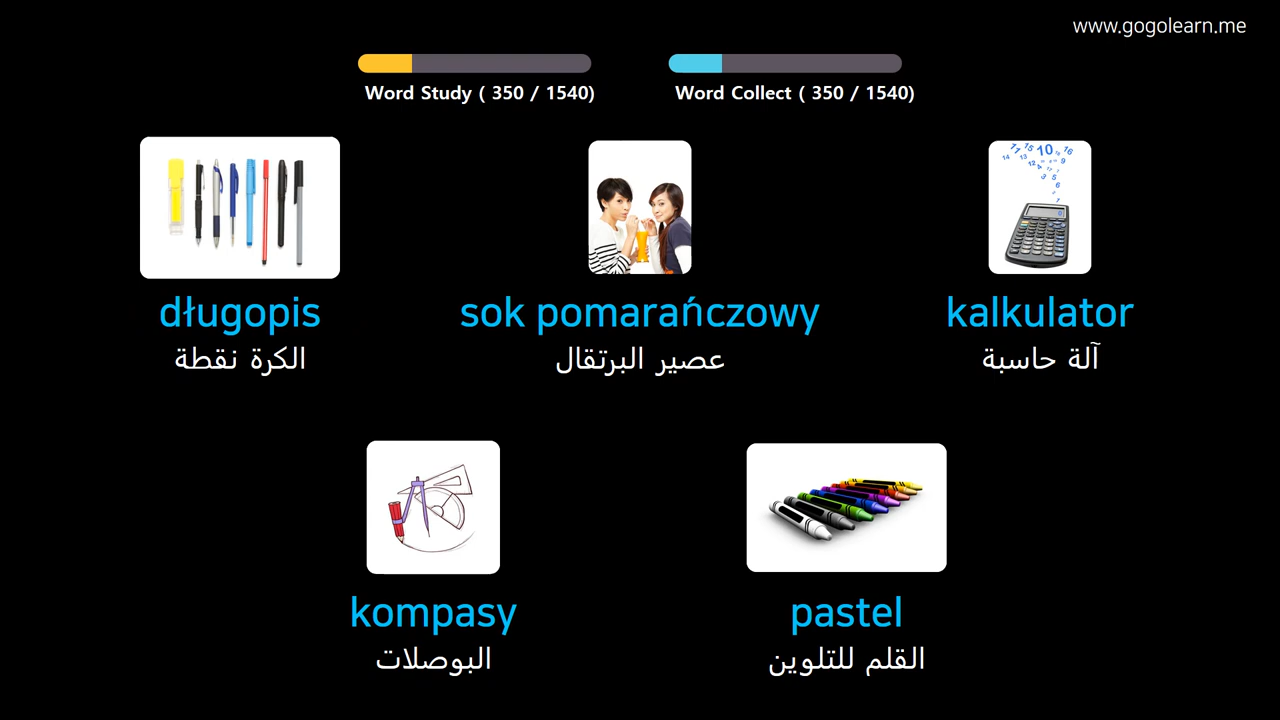 www.gogolearn.me
Word Study ( 350 / 1540)
Word Collect ( 350 / 1540)
długopis
الكرة نقطة
sok pomarańczowy
عصير البرتقال
kalkulator
آلة حاسبة
kompasy
البوصلات
pastel
القلم للتلوين